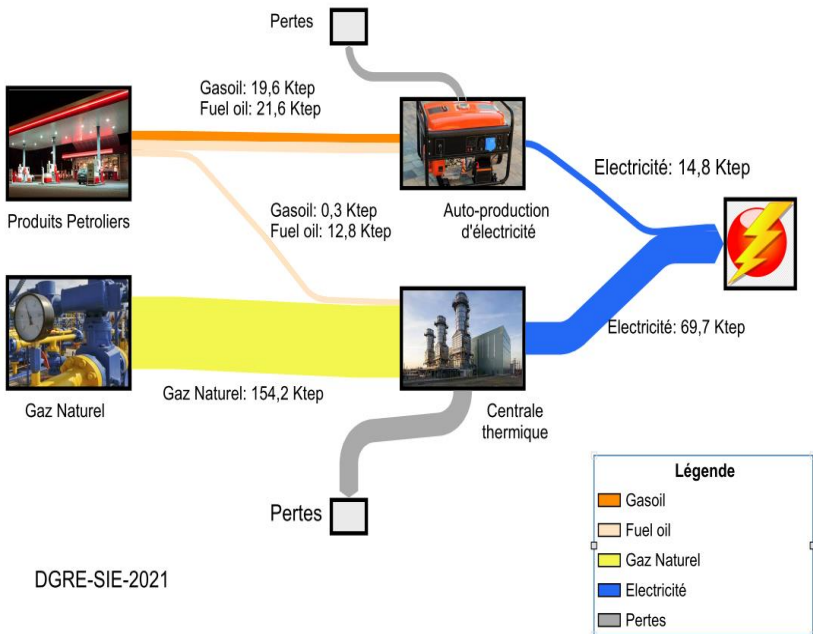 Pertes
Gasoil: 19,6 Ktep
Fuel oil: 21,6 Ktep
Produits Petroliers
Gasoil: 0,3 Ktep
Fuel oil: 12,8 Ktep
Auto-production
d'électricité
Electricité: 14,8 Ktep
Electricité: 69,7 Ktep
Gaz Naturel
Gaz Naturel: 154,2 Ktep
Centrale
thermique
Pertes
Légende
Gasoil
Fuel oil
Gaz Naturel
Electricité
Pertes
DGRE-SIE-2021